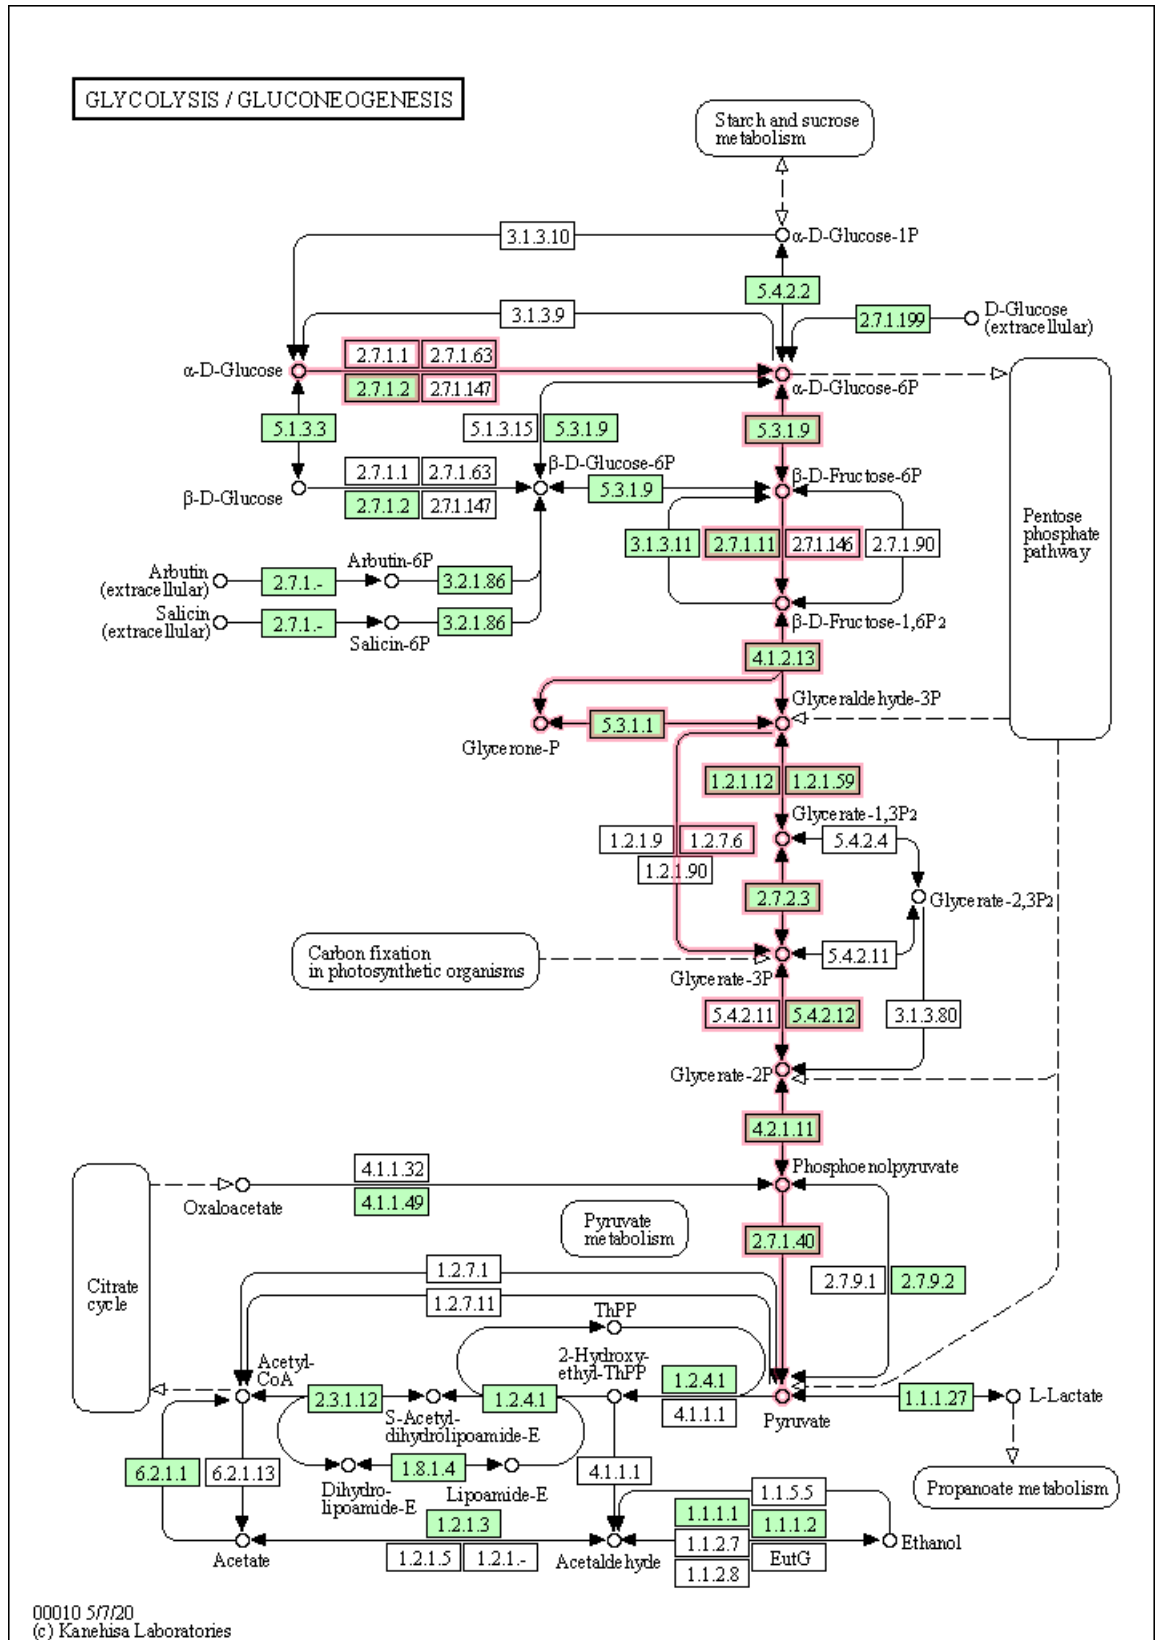 GLYCOLYSIS / GLUCONEOGENESIS
Starch and sucrose
metabolism
3.1.3.10
α-D-Glucose-1P
5.4.2.2
3.1.3.9
2.7.1.199
D-Glucose
(extracellular)
2.7.1.1
2.7.1.63
α-D-Glucose
2.7.1.2
2.7.1.147
α-D-Glucose-6P
5.1.3.3
5.1.3.15
5.3.1.9
5.3.1.9
β-D-Glucose-6P
β-D-Fructose-6P
2.7.1.1
2.7.1.63
β-D-Glucose
2.7.1.2
2.7.1.147
5.3.1.9
Pentose
phosphate
pathway
3.1.3.11
2.7.1.11
2.7.1.146
2.7.1.90
Arbutin
(extracellular)
2.7.1.-
Arbutin-6P
3.2.1.86
Salicin
(extracellular)
2.7.1.-
Salicin-6P
3.2.1.86
β-D-Fructose-1,6P2
4.1.2.13
Glyceraldehyde-3P
Glycerone-P
5.3.1.1
1.2.1.12
1.2.1.59
Glycerate-1,3P2
1.2.1.9
1.2.7.6
5.4.2.4
1.2.1.90
2.7.2.3
Glycerate-2,3P2
Carbon fixation
in photosynthetic organisms
5.4.2.11
Glycerate-3P
5.4.2.11
5.4.2.12
3.1.3.80
Glycerate-2P
4.2.1.11
4.1.1.32
Phosphoenolpyruvate
Oxaloacetate
4.1.1.49
Pyruvate
metabolism
2.7.1.40
Citrate
cycle
1.2.7.1
2.7.9.1
2.7.9.2
1.2.7.11
ThPP
Acetyl-
CoA
2-Hydroxy-
ethyl-ThPP
1.2.4.1
2.3.1.12
1.2.4.1
4.1.1.1
1.1.1.27
L-Lactate
S-Acetyl-
dihydrolipoamide-E
Pyruvate
6.2.1.1
6.2.1.13
1.8.1.4
4.1.1.1
Dihydro-
lipoamide-E
Lipoamide-E
Propanoate metabolism
1.1.5.5
1.2.1.3
1.1.1.1
1.1.1.2
Acetate
1.2.1.5
1.2.1.-
Acetaldehyde
1.1.2.7
EutG
Ethanol
1.1.2.8
00010 5/7/20
(c) Kanehisa Laboratories